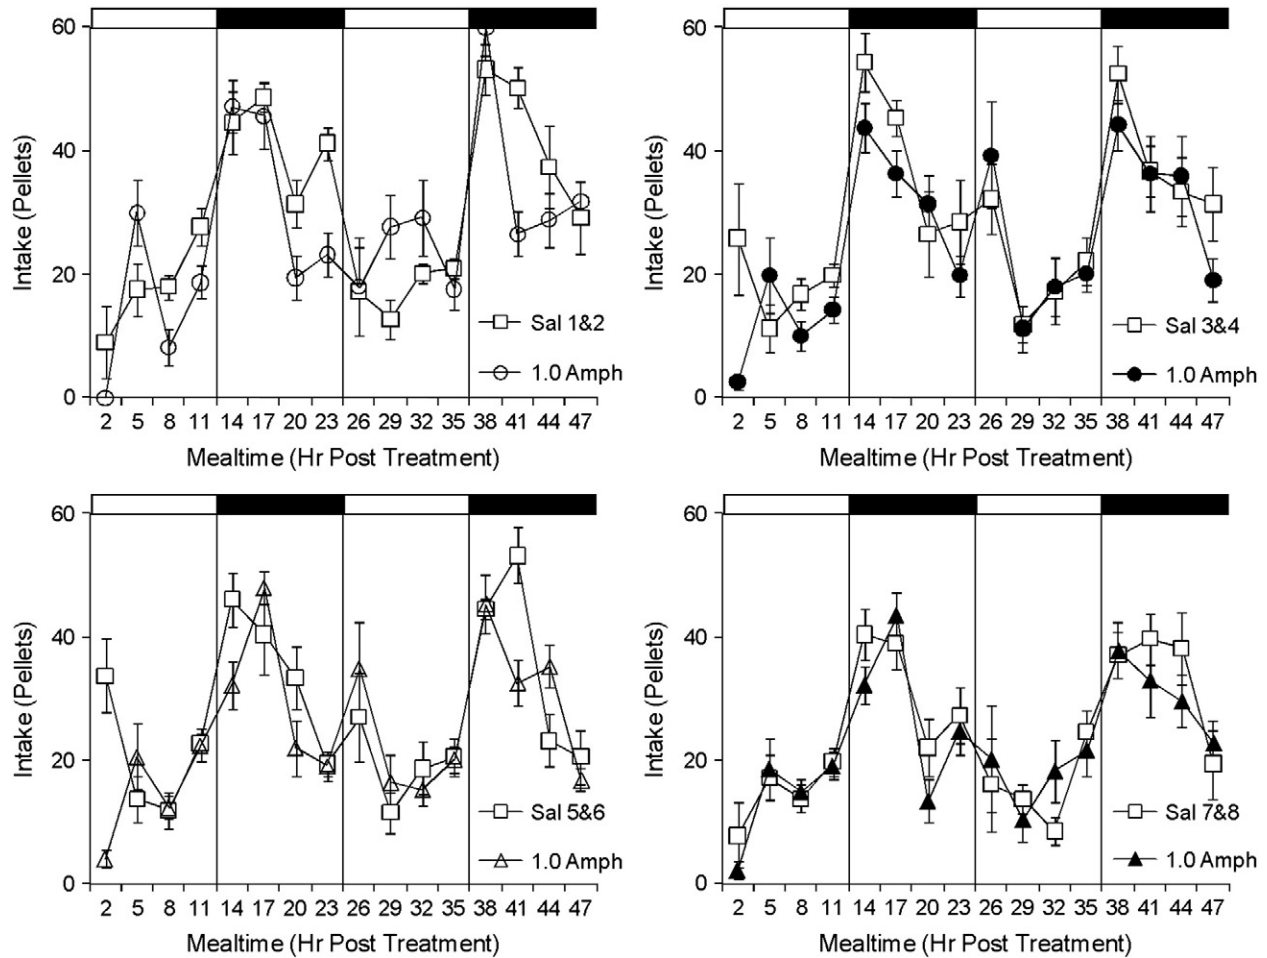 60
40
20
0
Intake (Pellets)
Sal 1&2
1.0 Amph
2 5 8 11 14 17 20 23 26 29 32 35 38 41 44 47
Mealtime (Hr Post Treatment)
60
40
20
0
Intake (Pellets)
Sal 3&4
1.0 Amph
2 5 8 11 14 17 20 23 26 29 32 35 38 41 44 47
Mealtime (Hr Post Treatment)
60
40
20
0
Intake (Pellets)
Sal 5&6
1.0 Amph
2 5 8 11 14 17 20 23 26 29 32 35 38 41 44 47
Mealtime (Hr Post Treatment)
60
40
20
0
Intake (Pellets)
Sal 7&8
1.0 Amph
2 5 8 11 14 17 20 23 26 29 32 35 38 41 44 47
Mealtime (Hr Post Treatment)